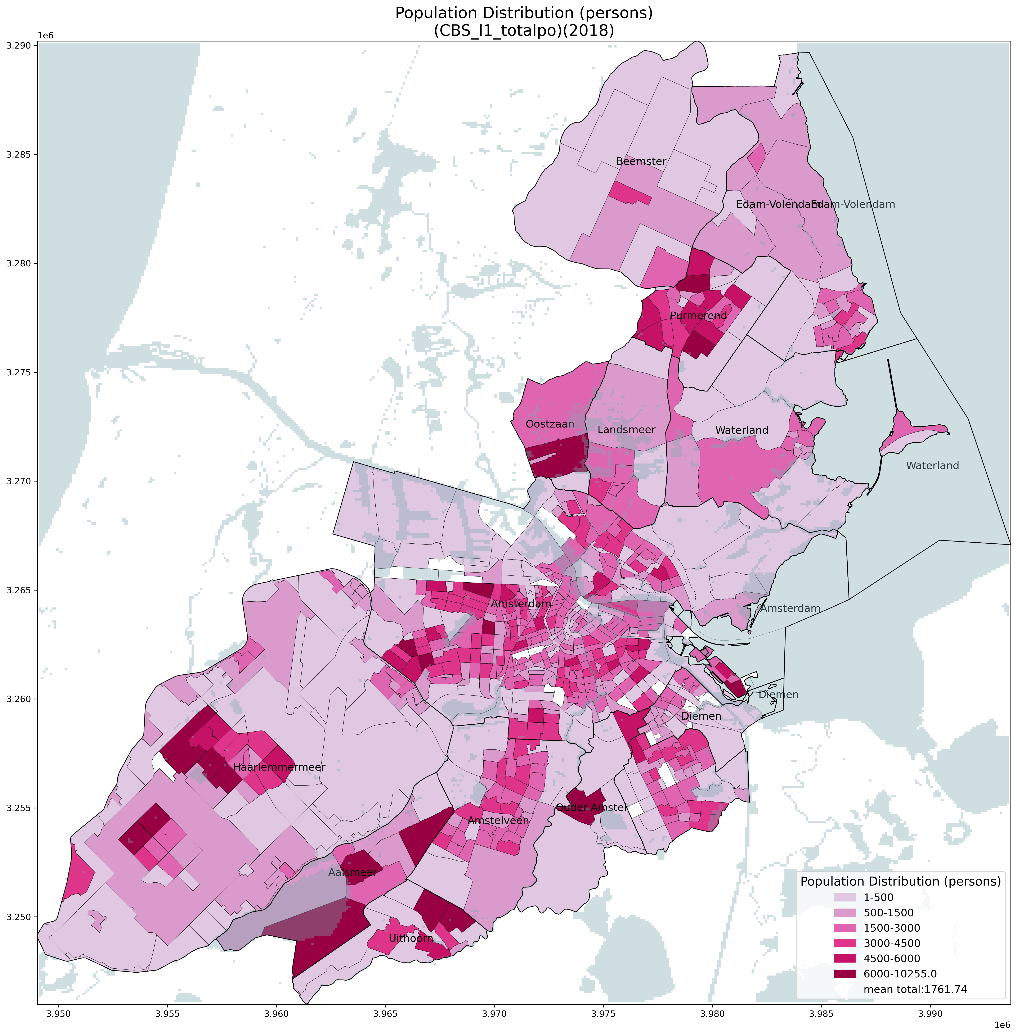 Population Distribution (persons)
(CBS_I1_totalpo)(2018)
1e6
3.290
3.285
3.280
3.275
3.270
3.265
3.260
3.255
3.250
Beemster
Edam-Volendam
Edam-Volendam
Purmerend
Oostzaan
Landsmeer
Waterland
Waterland
Amsterdam
Amsterdam
Diemen
Diemen
Haarlemmermeer
Ouder-Amstel
Amstelveen
Aalsmeer
Uithoorn
Population Distribution (persons)
1-500
500-1500
1500-3000
3000-4500
4500-6000
6000-10255.0
mean total:1761.74
3.950
3.955
3.960
3.965
3.970
3.975
3.980
3.985
3.990
1e6